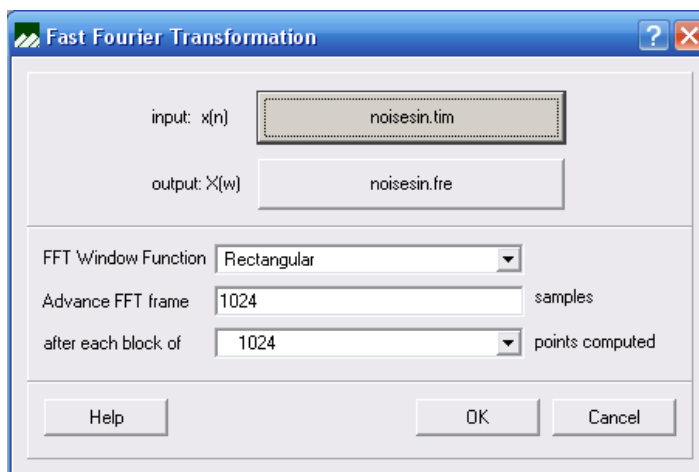 Fast Fourier Transformation
input: x(n) noisesin.tim
output: X(w) noisesin.fre
FFT Window Function Rectangular
Advance FFT frame 1024 samples
after each block of 1024 points computed
Help OK Cancel